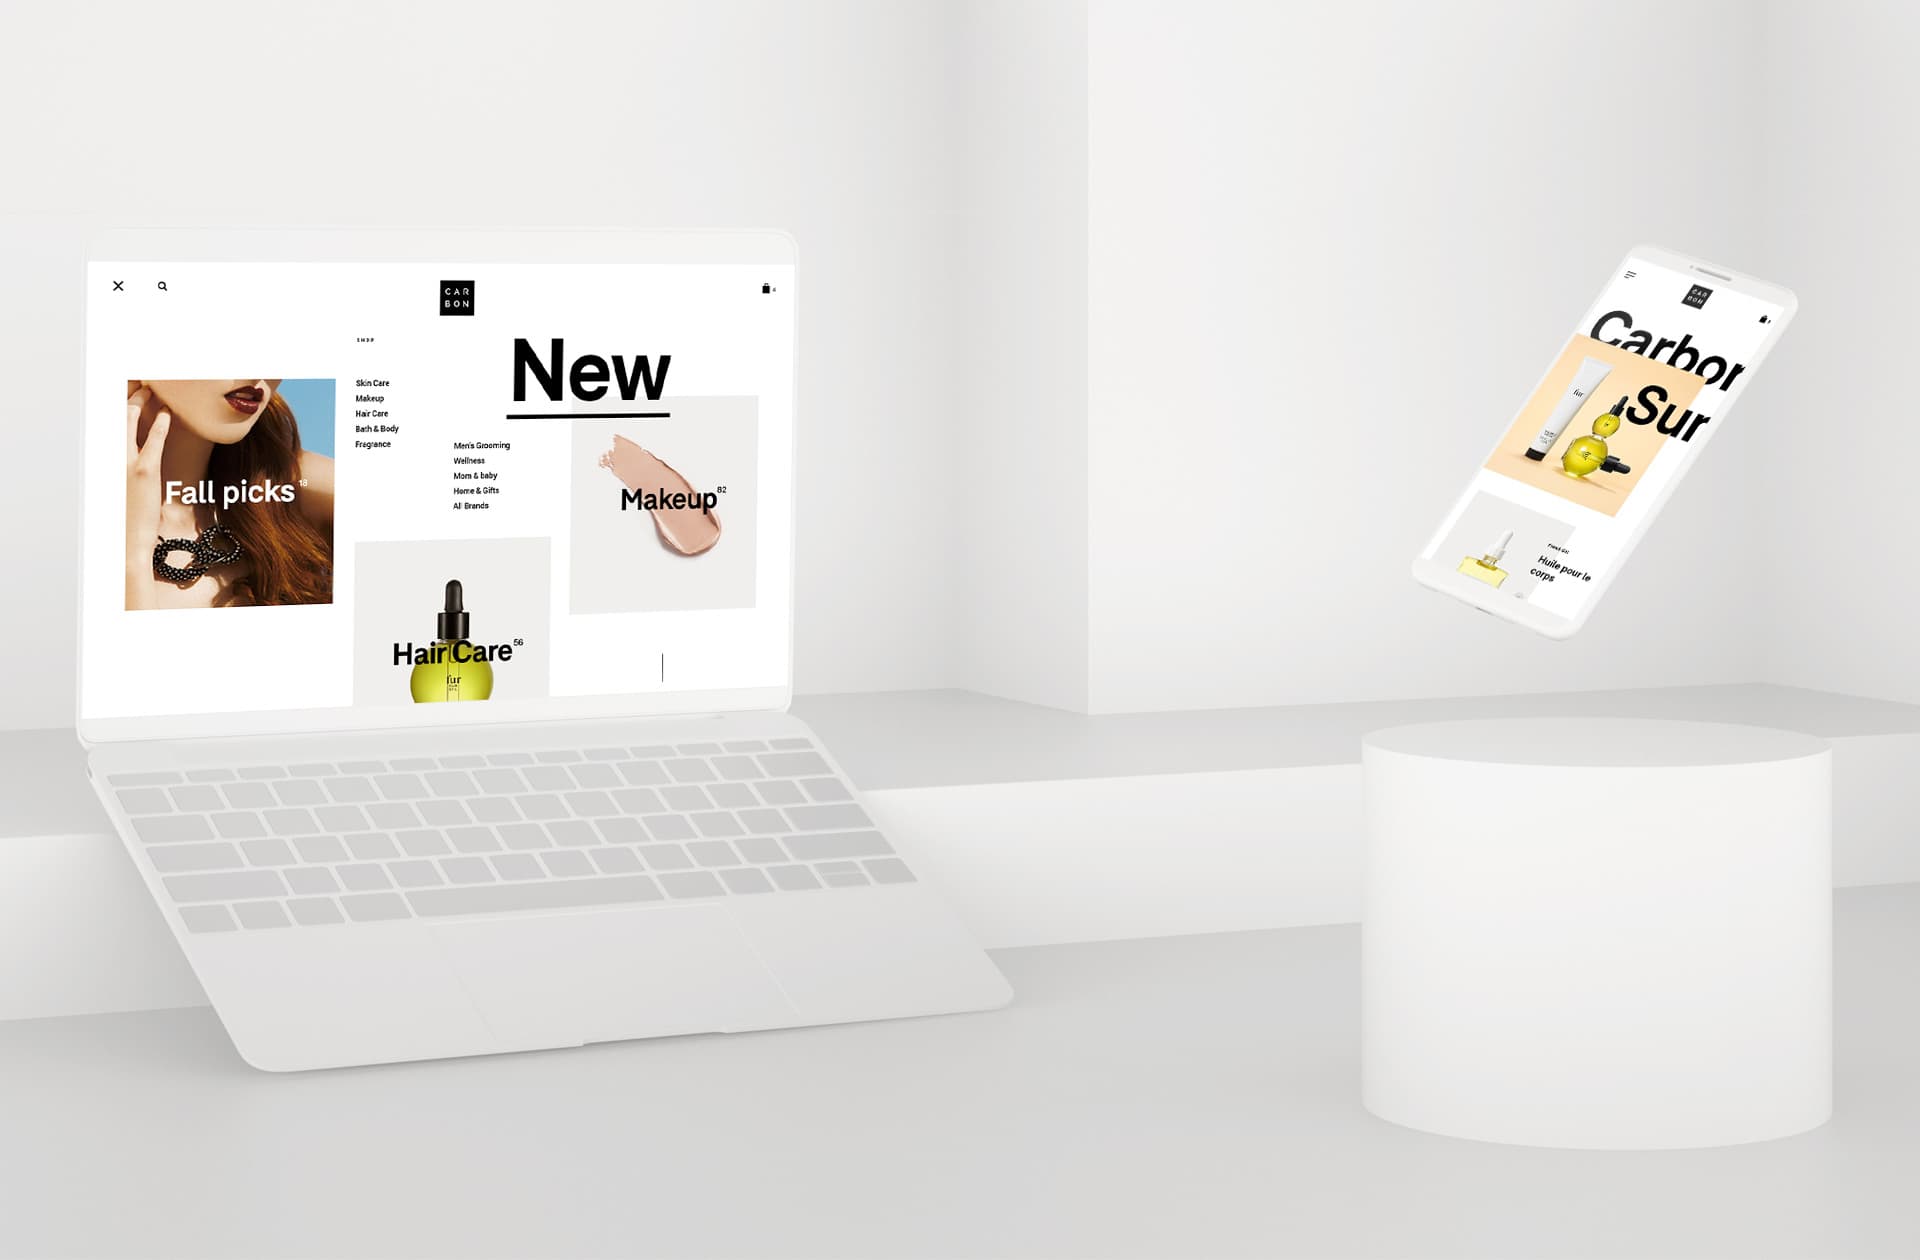 CAR
BON
SHOP
New
Skin Care
Makeup
Hair Care
Bath & Body
Fragrance
Men's Grooming
Wellness
Mom & baby
Home & Gifts
All Brands
Fall picks 18
Makeup 82
Hair Care 56
fur
CAR
BON
Carbon
Sur
fur
Huile pour le
corps